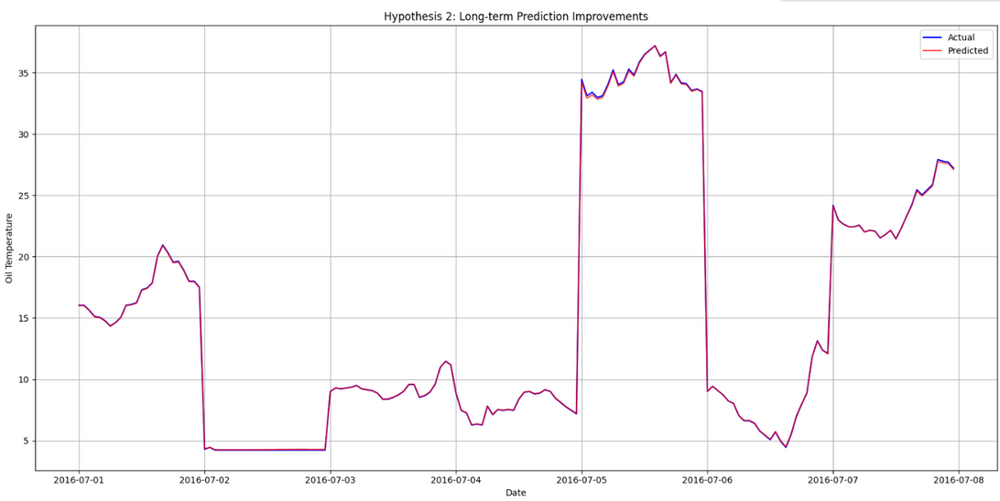 Hypothesis 2: Long-term Prediction Improvements
Actual
Predicted
Oil Temperature
35
30
25
20
15
10
5
2016-07-01 2016-07-02 2016-07-03 2016-07-04 2016-07-05 2016-07-06 2016-07-07 2016-07-08
Date